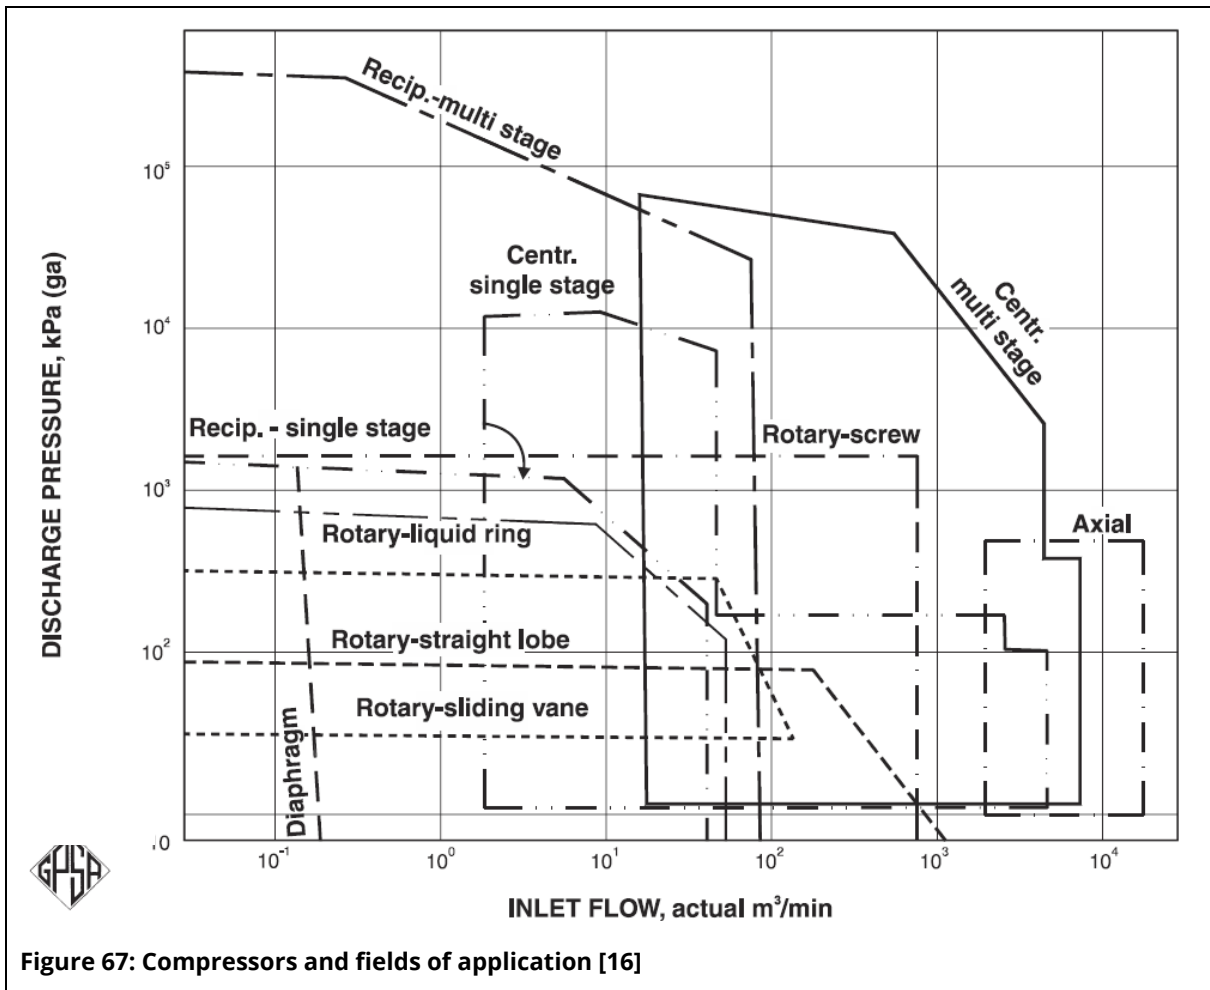 Recip.-multi stage
10⁵
Centr.
single stage
Centr.
multi stage
10⁴
Recip. - single stage
Rotary-screw
10³
Axial
Rotary-liquid ring
Rotary-straight lobe
10²
Rotary-sliding vane
Diaphragm
.0
DISCHARGE PRESSURE, kPa (ga)
10⁻¹
10⁰
10¹
10²
10³
10⁴
INLET FLOW, actual m³/min
GPSA
Figure 67: Compressors and fields of application [16]